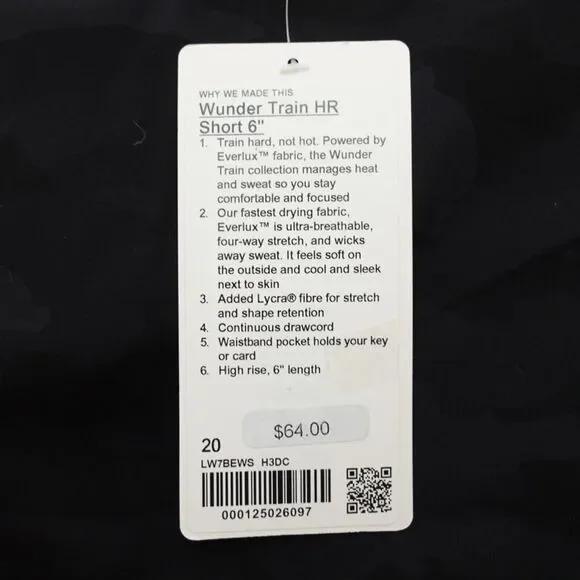 WHY WE MADE THIS
Wunder Train HR
Short 6"
1. Train hard, not hot. Powered by
Everlux™ fabric, the Wunder
Train collection manages heat
and sweat so you stay
comfortable and focused
2. Our fastest drying fabric,
Everlux™ is ultra-breathable,
four-way stretch, and wicks
away sweat. It feels soft on
the outside and cool and sleek
next to skin
3. Added Lycra® fibre for stretch
and shape retention
4. Continuous drawcord
5. Waistband pocket holds your key
or card
6. High rise, 6" length
$64.00
20
LW7BEWS H3DC
000125026097